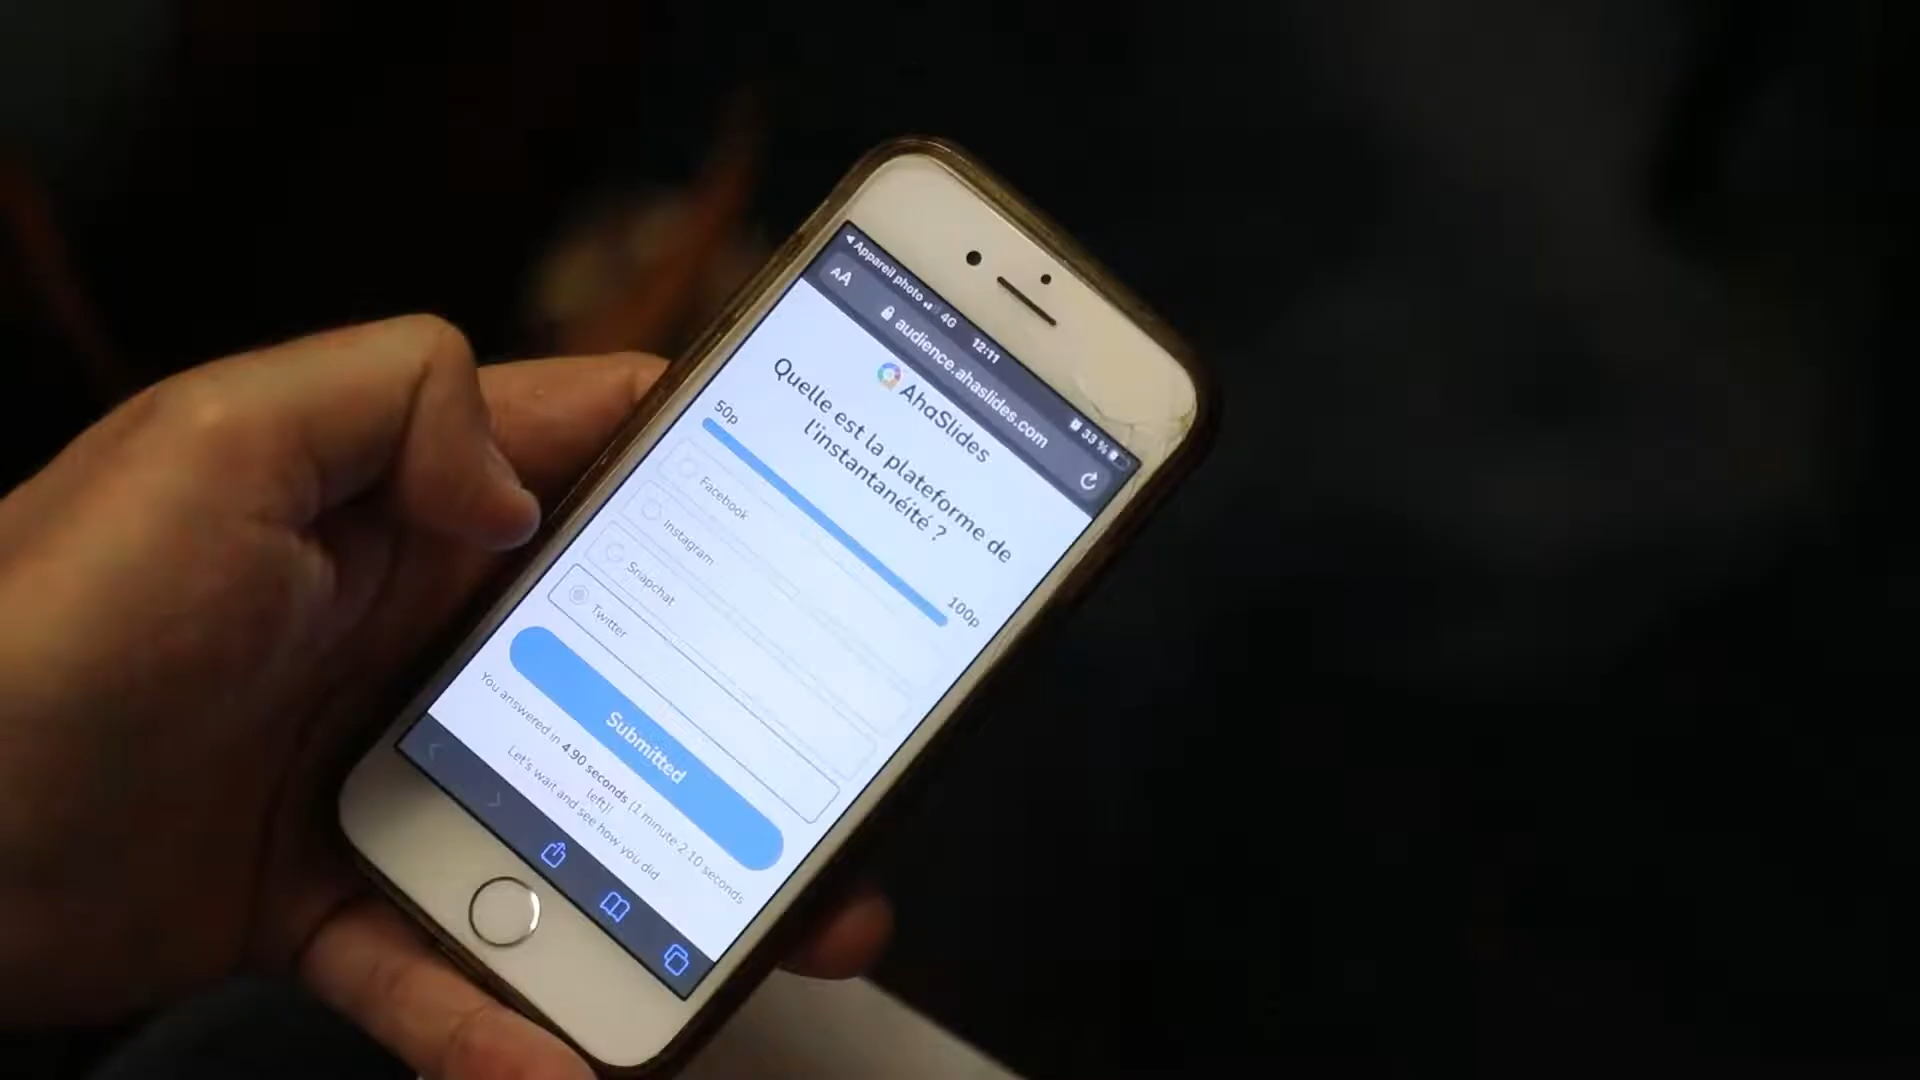 ◀ Appareil photo 4G 12:11 33 %
AA audience.ahaslides.com
AhaSlides
Quelle est la plateforme de
l'instantanéité ?
50p 100p
Facebook
Instagram
Snapchat
Twitter
Submitted
You answered in 4.90 seconds (1 minute 2.10 seconds
left)!
Let's wait and see how you did